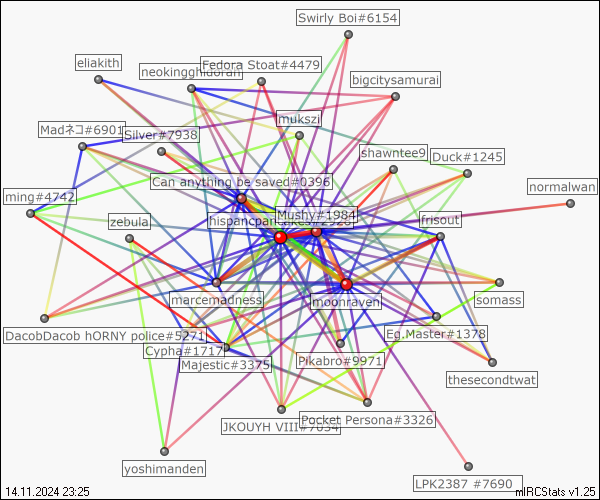 Swirly Boi#6154
eliakith
Fedora Stoat#4479
neokingghidorah
bigcitysamurai
mukszi
Madネコ#6901
Silver#7938
shawntee9
Duck#1245
Can anything be saved#0396
normalwan
ming#4742
Mushy#1984
zebula
frisout
marcemadness
moonraven
somass
DacobDacob hORNY police#5271
Eg.Master#1378
Cypha#1717
Pikabro#9971
Majestic#3375
thesecondtwat
JKOUYH VIII#7034
Pocket Persona#3326
yoshimanden
LPK2387 #7690
14.11.2024 23:25
mIRCStats v1.25